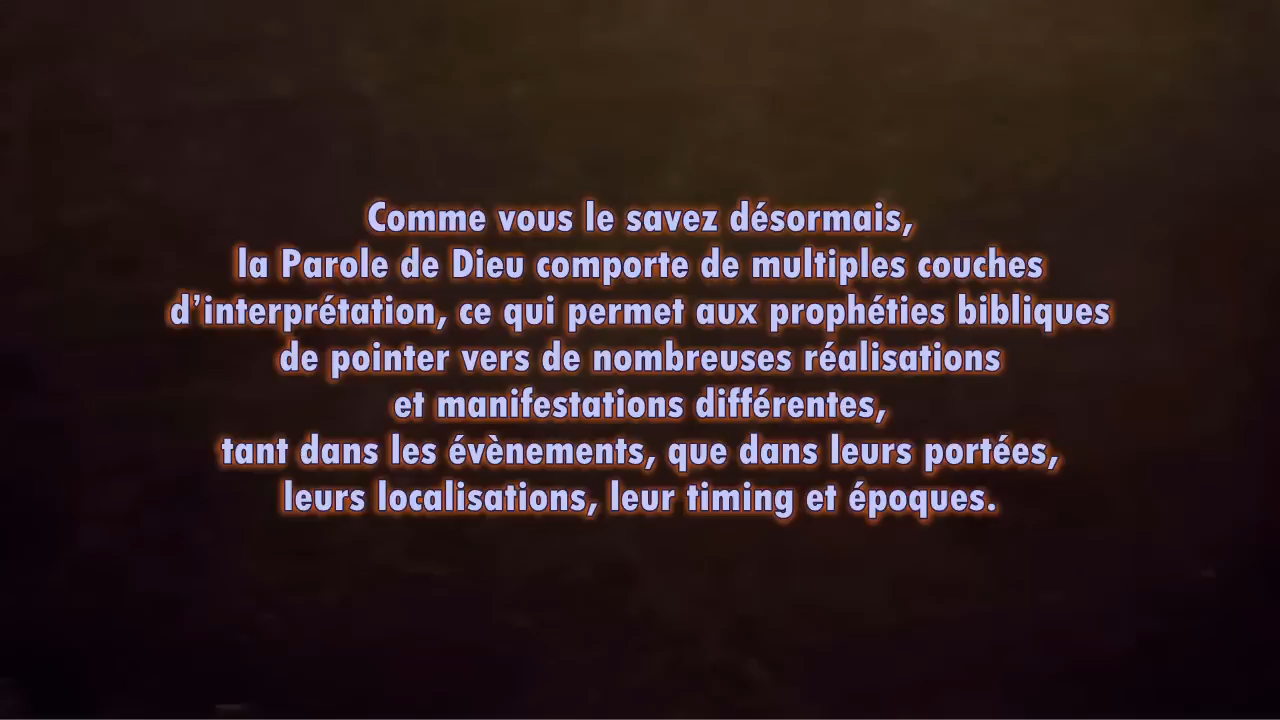 Comme vous le savez désormais,
la Parole de Dieu comporte de multiples couches
d’interprétation, ce qui permet aux prophéties bibliques
de pointer vers de nombreuses réalisations
et manifestations différentes,
tant dans les évènements, que dans leurs portées,
leurs localisations, leur timing et époques.